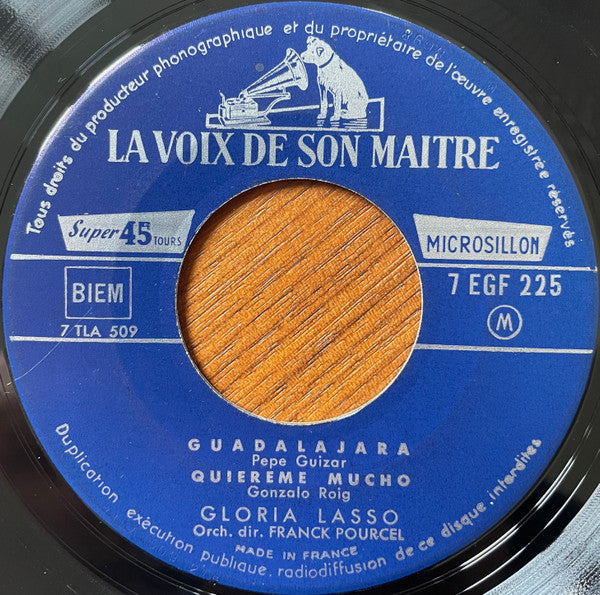 Tous droits du producteur phonographique et du propriétaire de l'œuvre enregistrée réservés
LA VOIX DE SON MAITRE
Super 45 TOURS
MICROSILLON
BIEM
7 EGF 225
7 TLA 509
M
GUADALAJARA
Pepe Guizar
QUIEREME MUCHO
Gonzalo Roig
GLORIA LASSO
Orch. dir. FRANCK POURCEL
MADE IN FRANCE
Duplication exécution publique, radiodiffusion de ce disque interdites